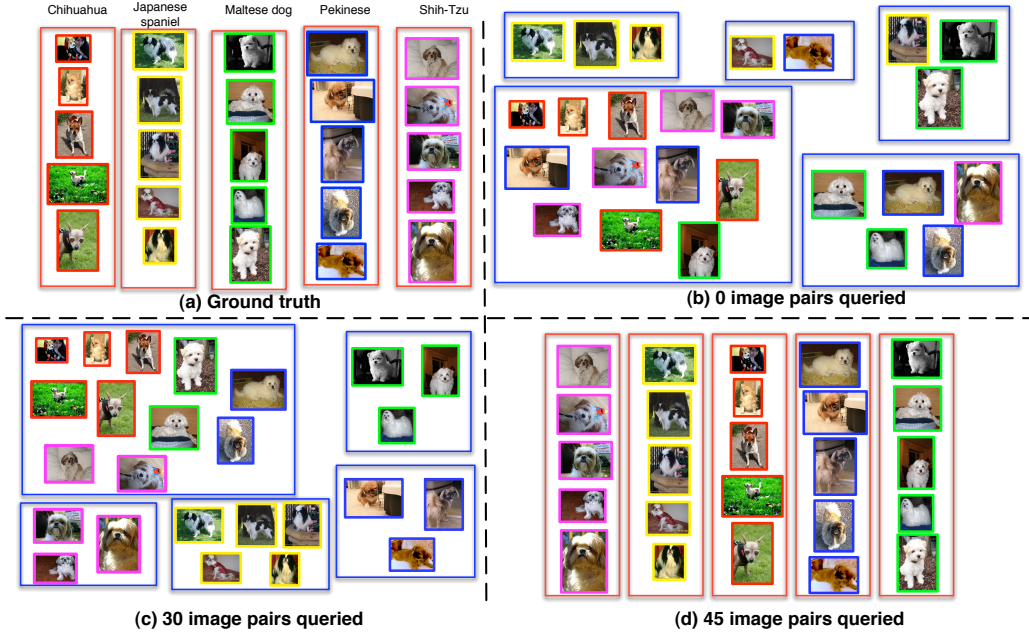 Chihuahua
Japanese
spaniel
Maltese dog
Pekinese
Shih-Tzu
(a) Ground truth
(b) 0 image pairs queried
(c) 30 image pairs queried
(d) 45 image pairs queried